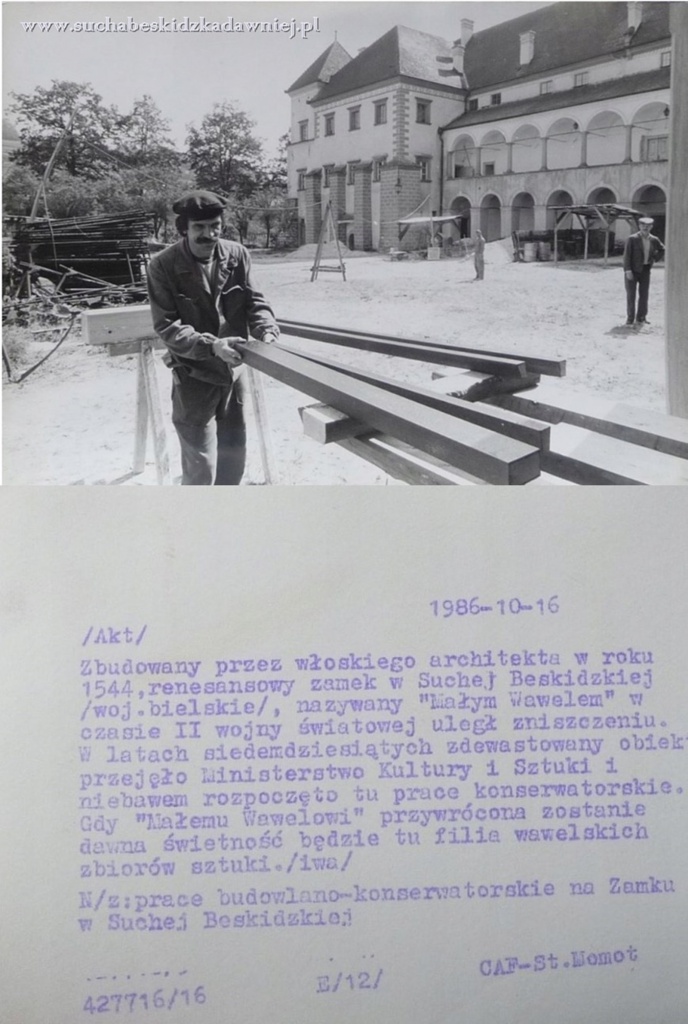 www.suchabeskidzkadawniej.pl
1986-10-16
/Akt/
Zbudowany przez włoskiego architekta w roku
1544,renesansowy zamek w Suchej Beskidzkiej
/woj.bielskie/, nazywany "Małym Wawelem" w
czasie II wojny światowej uległ zniszczeniu.
W latach siedemdziesiątych zdewastowany obiekt
przejęło Ministerstwo Kultury i Sztuki i
niebawem rozpoczęto tu prace konserwatorskie.
Gdy "Małemu Wawelowi" przywrócona zostanie
dawna świetność będzie tu filia wawelskich
zbiorów sztuki./iwa/
N/z:prace budowlano-konserwatorskie na Zamku
w Suchej Beskidzkiej
427716/16
E/12/
CAF-St.Momot